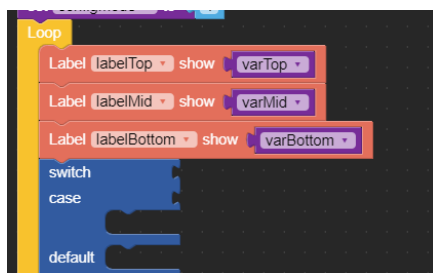 Loop
Label labelTop show varTop
Label labelMid show varMid
Label labelBottom show varBottom
switch
case
default